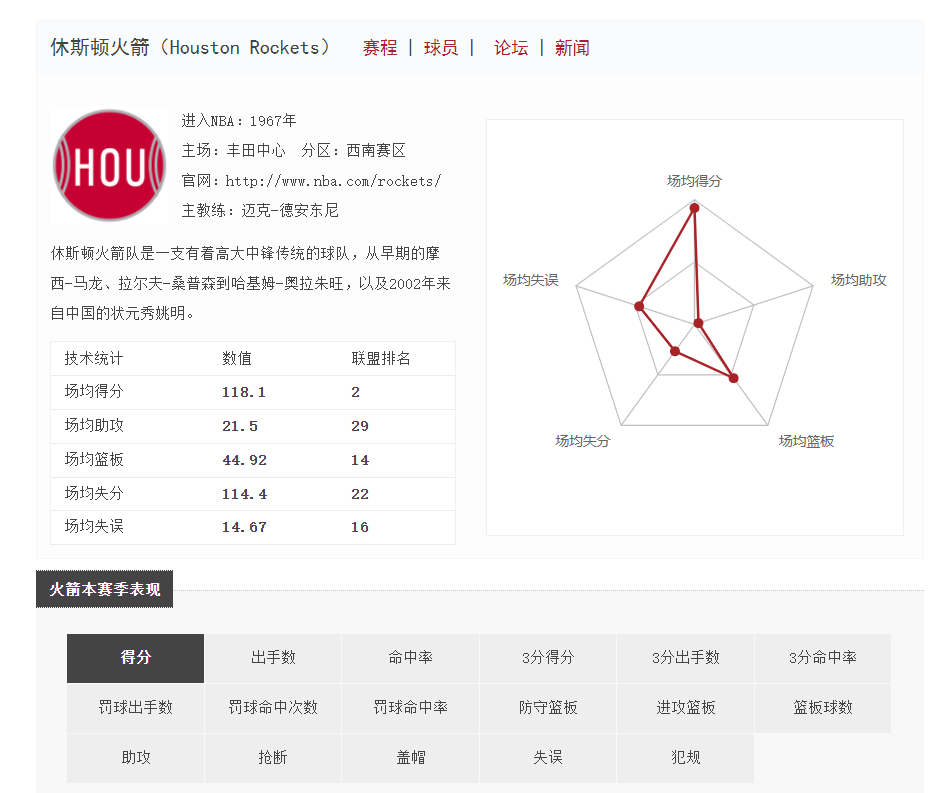 休斯顿火箭（Houston Rockets） 赛程 | 球员 | 论坛 | 新闻
HOU
进入NBA：1967年
主场：丰田中心 分区：西南赛区
官网：http://www.nba.com/rockets/
主教练：迈克-德安东尼
休斯顿火箭队是一支有着高大中锋传统的球队，从早期的摩
西-马龙、拉尔夫-桑普森到哈基姆-奥拉朱旺，以及2002年来
自中国的状元秀姚明。
技术统计 数值 联盟排名
场均得分 118.1 2
场均助攻 21.5 29
场均篮板 44.92 14
场均失分 114.4 22
场均失误 14.67 16
场均得分
场均失误 场均助攻
场均失分 场均篮板
火箭本赛季表现
得分 出手数 命中率 3分得分 3分出手数 3分命中率
罚球出手数 罚球命中次数 罚球命中率 防守篮板 进攻篮板 篮板球数
助攻 抢断 盖帽 失误 犯规